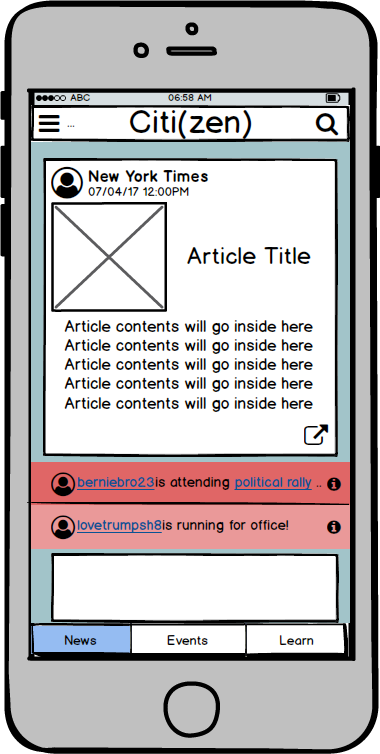 ABC 06:58 AM
... Citi(zen)
New York Times
07/04/17 12:00PM
Article Title
Article contents will go inside here
Article contents will go inside here
Article contents will go inside here
Article contents will go inside here
Article contents will go inside here
berniebro23is attending political rally ..
lovetrumpsh8is running for office!
News Events Learn